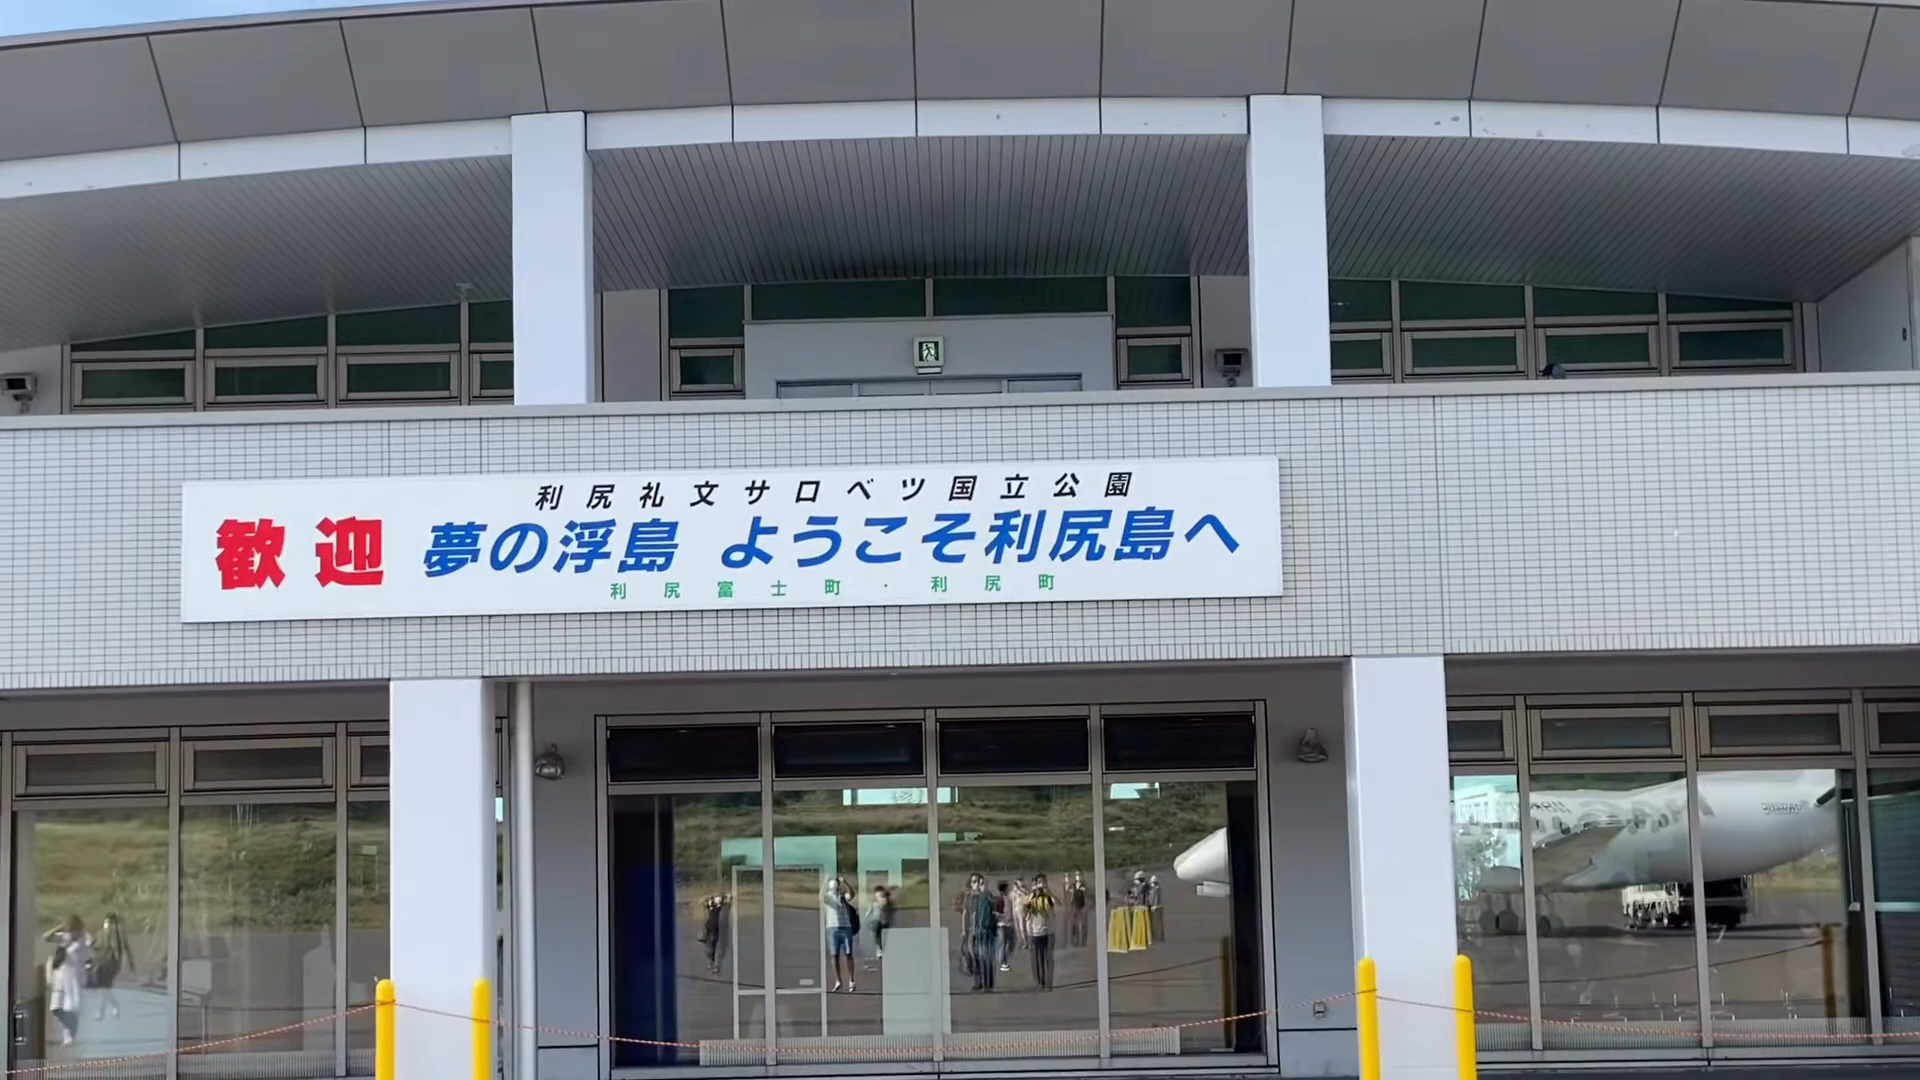 利尻礼文サロベツ国立公園
歓迎 夢の浮島 ようこそ利尻島へ
利尻富士町・利尻町